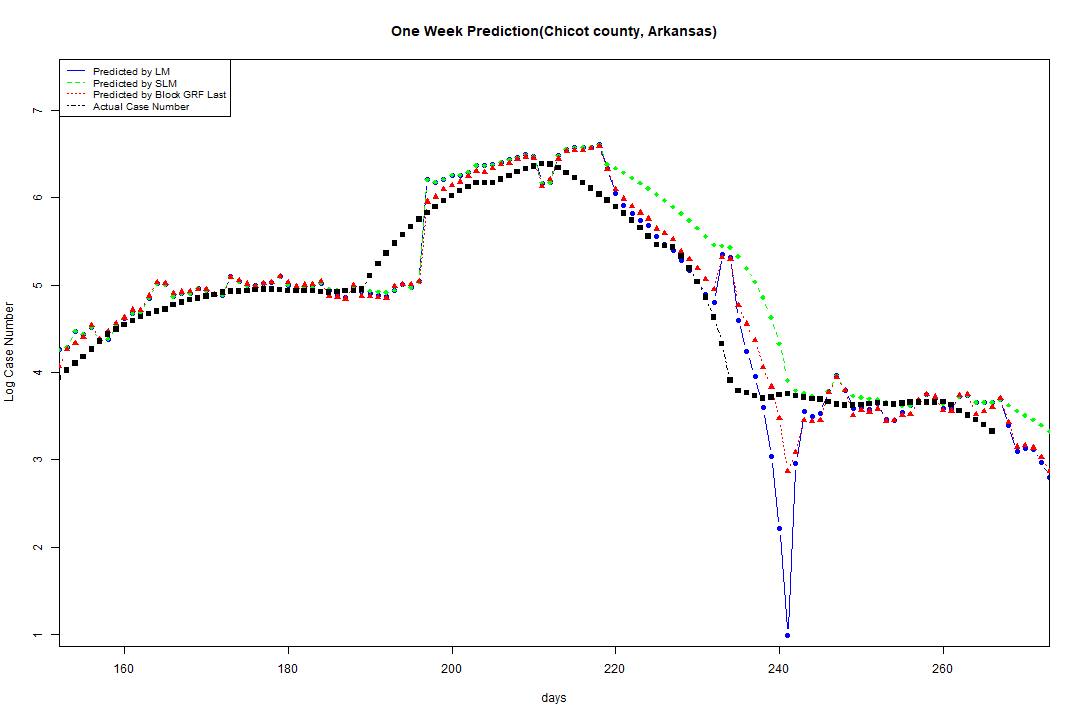 One Week Prediction(Chicot county, Arkansas)
Predicted by LM
Predicted by SLM
Predicted by Block GRF Last
Actual Case Number
Log Case Number
7
6
5
4
3
2
1
160 180 200 220 240 260
days